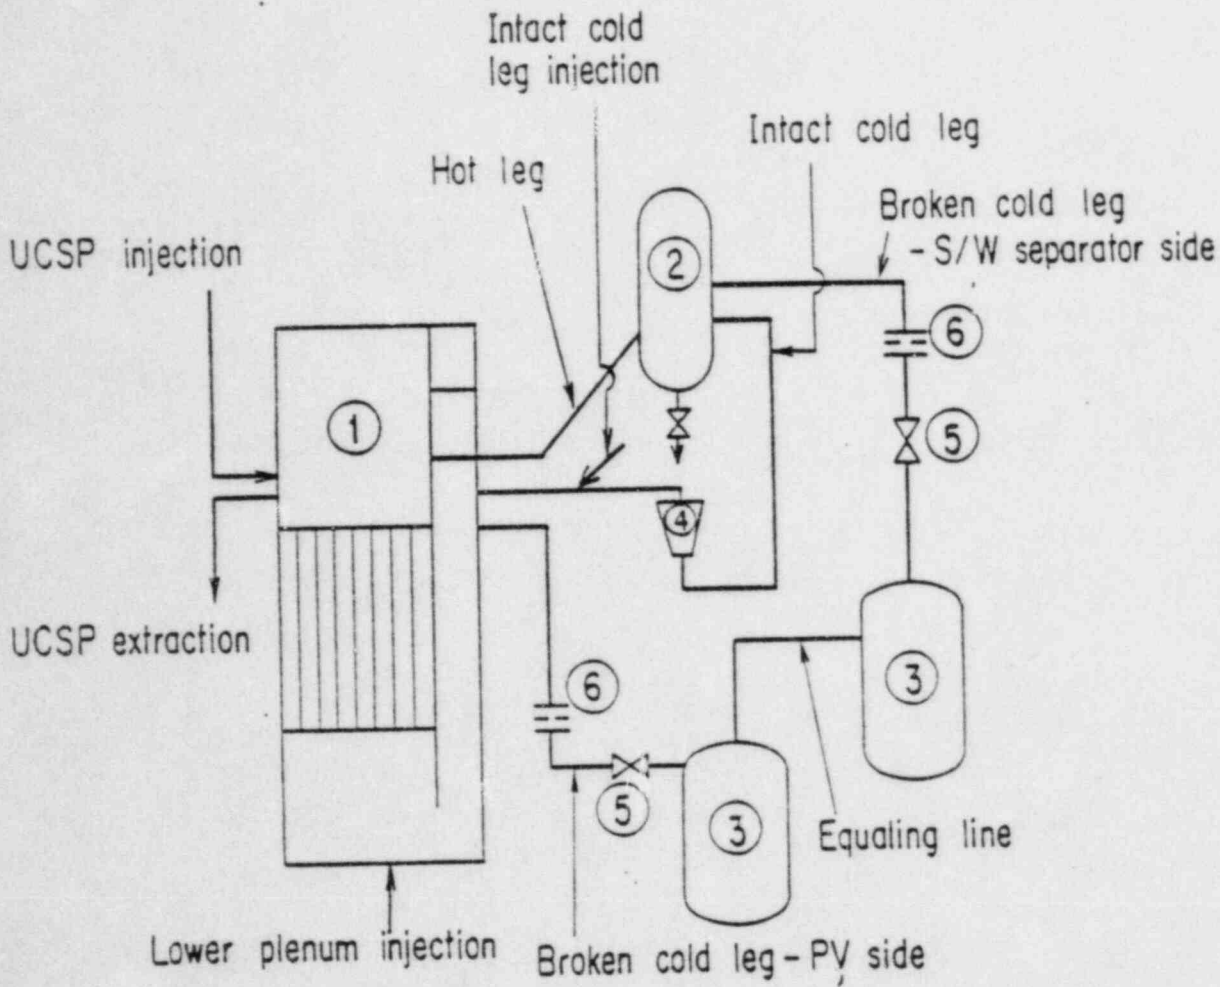 Intact cold
leg injection
Intact cold leg
Hot leg
Broken cold leg
- S/W separator side
UCSP injection
2
6
1
5
4
UCSP extraction
6
3
5
3
Equaling line
Lower plenum injection
Broken cold leg - PV side